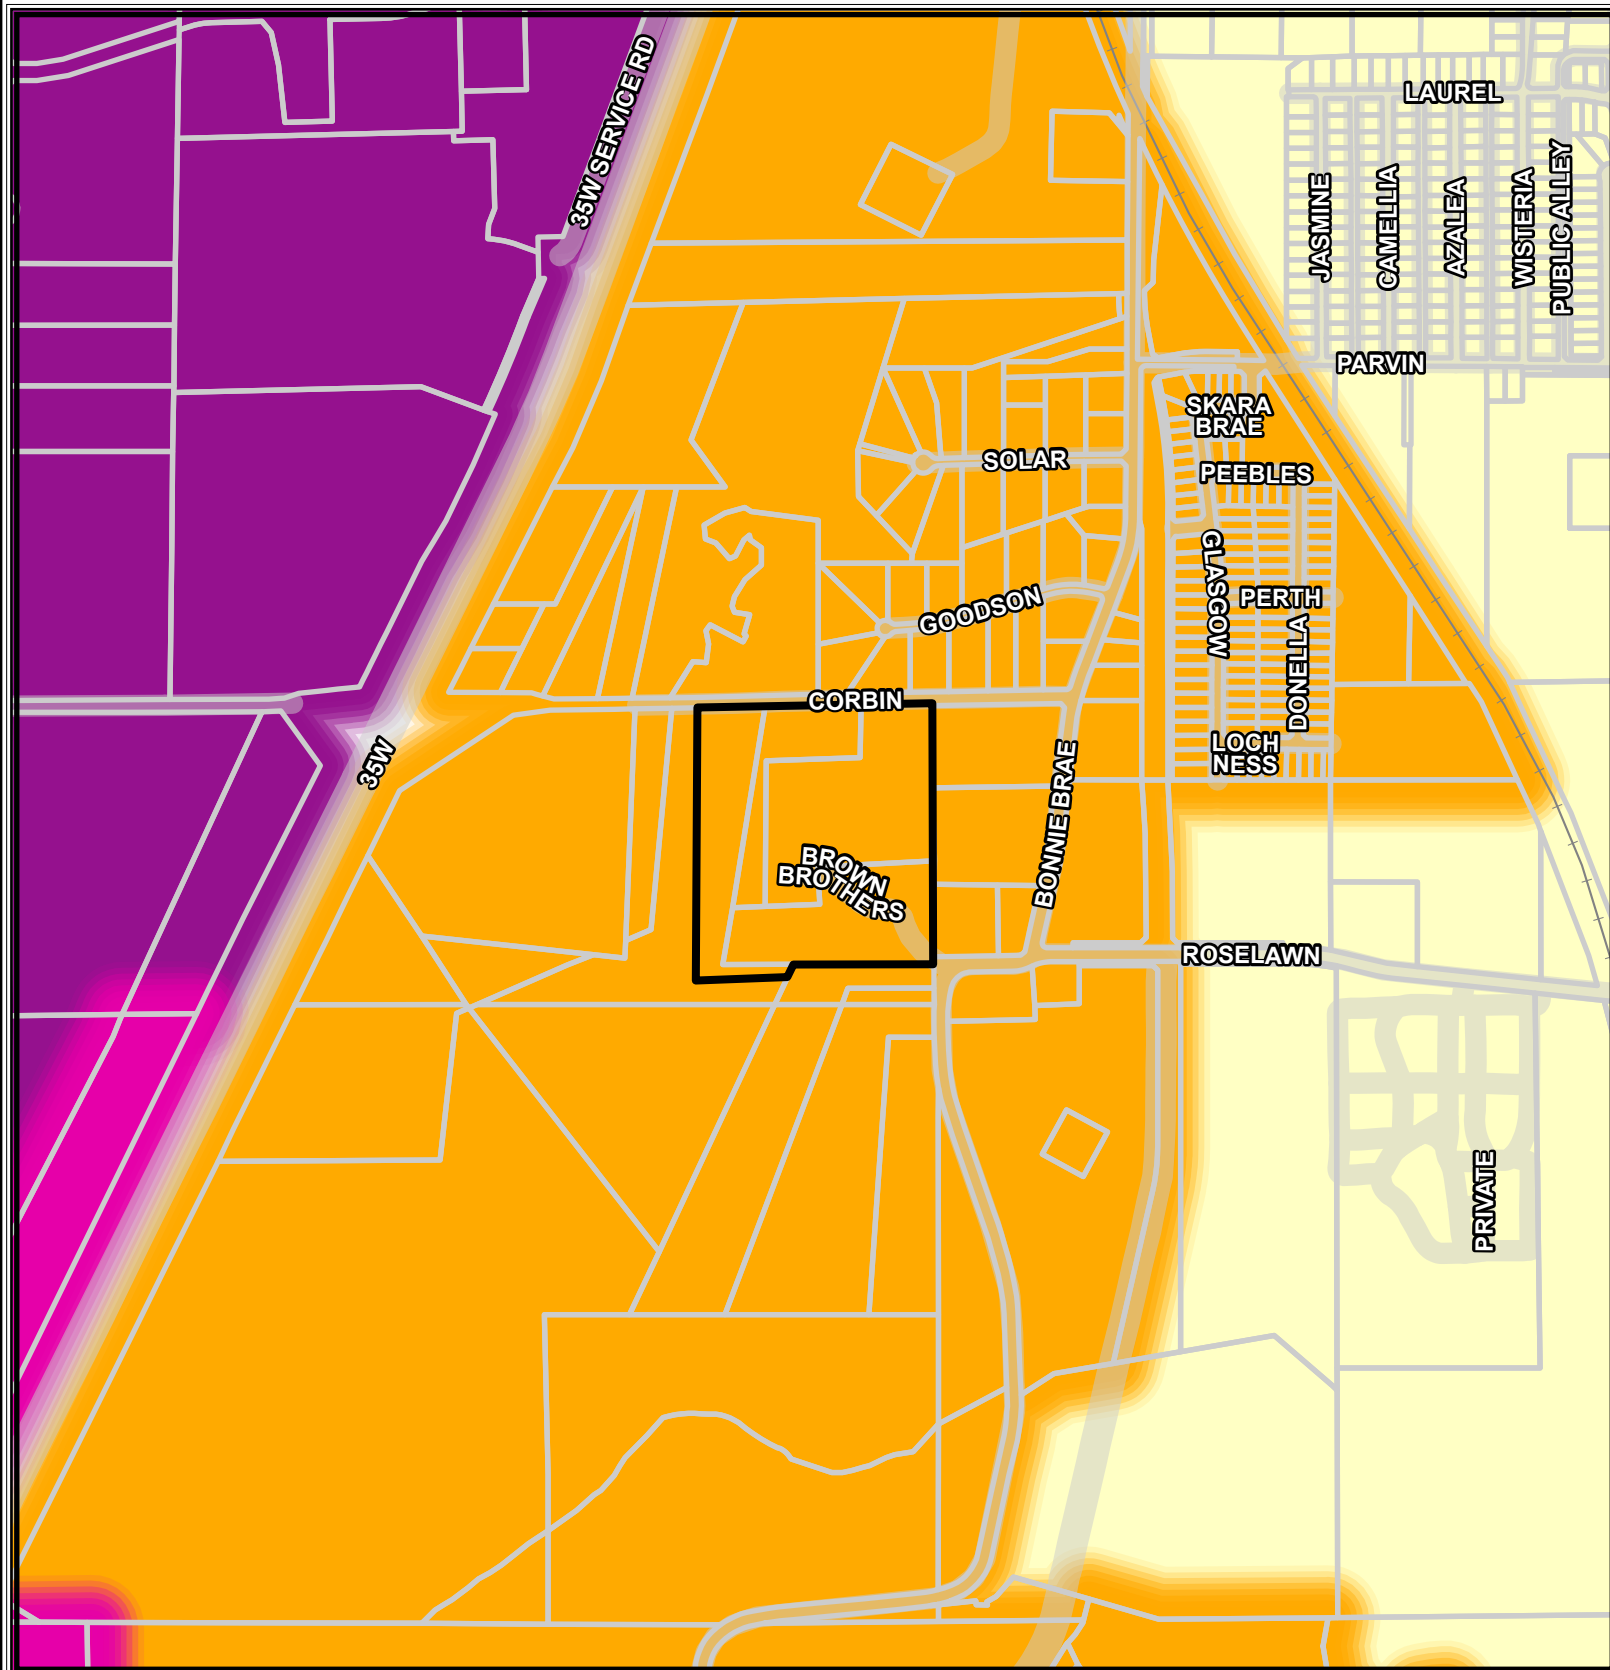 35W SERVICE RD
LAUREL
JASMINE
CAMELLIA
AZALEA
WISTERIA
PUBLIC ALLEY
PARVIN
SKARA
BRAE
SOLAR
PEEBLES
GLASGOW
GOODSON
PERTH
DONELLA
CORBIN
LOCH
NESS
35W
BONNIE BRAE
BROWN
BROTHERS
ROSELAWN
PRIVATE